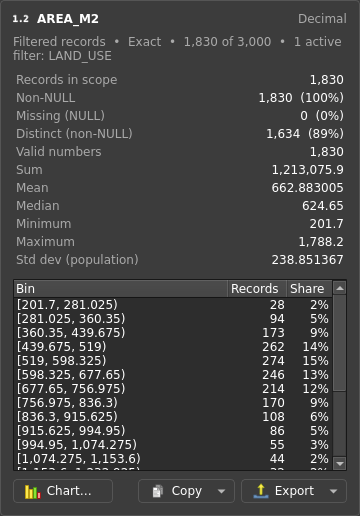 1.2 AREA_M2 Decimal
Filtered records • Exact • 1,830 of 3,000 • 1 active
filter: LAND_USE
Records in scope 1,830
Non-NULL 1,830 (100%)
Missing (NULL) 0 (0%)
Distinct (non-NULL) 1,634 (89%)
Valid numbers 1,830
Sum 1,213,075.9
Mean 662.883005
Median 624.65
Minimum 201.7
Maximum 1,788.2
Std dev (population) 238.851367
Bin Records Share
[201.7, 281.025) 28 2%
[281.025, 360.35) 94 5%
[360.35, 439.675) 173 9%
[439.675, 519) 262 14%
[519, 598.325) 274 15%
[598.325, 677.65) 246 13%
[677.65, 756.975) 214 12%
[756.975, 836.3) 170 9%
[836.3, 915.625) 108 6%
[915.625, 994.95) 86 5%
[994.95, 1,074.275) 55 3%
[1,074.275, 1,153.6) 44 2%
Chart... Copy Export